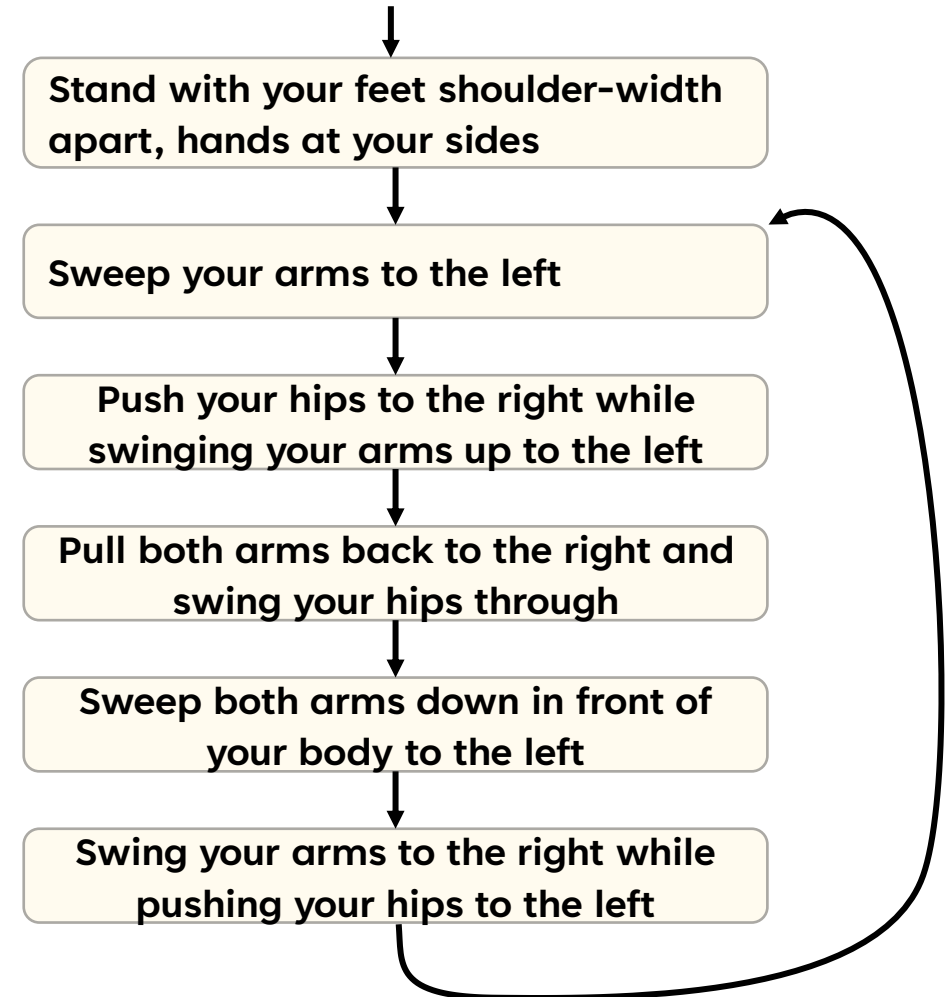 Stand with your feet shoulder-width
apart, hands at your sides
Sweep your arms to the left
Push your hips to the right while
swinging your arms up to the left
Pull both arms back to the right and
swing your hips through
Sweep both arms down in front of
your body to the left
Swing your arms to the right while
pushing your hips to the left